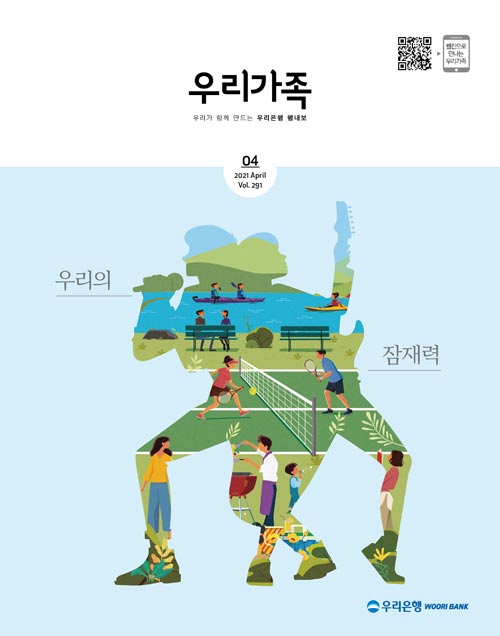 웹진으로
만나는
우리가족
우리가족
우리가 함께 만드는 우리은행 웹사보
04
2021 April
Vol. 291
우리의
잠재력
우리은행 WOORI BANK